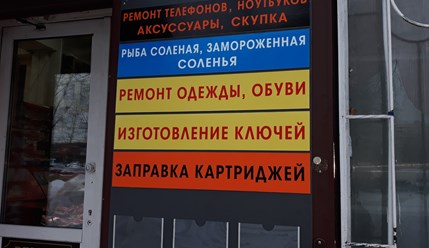 РЕМОНТ ТЕЛЕФОНОВ, НОУТБУКОВ
АКСУССУАРЫ, СКУПКА
РЫБА СОЛЕНАЯ, ЗАМОРОЖЕННАЯ
СОЛЕНЬЯ
РЕМОНТ ОДЕЖДЫ, ОБУВИ
ИЗГОТОВЛЕНИЕ КЛЮЧЕЙ
ЗАПРАВКА КАРТРИДЖЕЙ